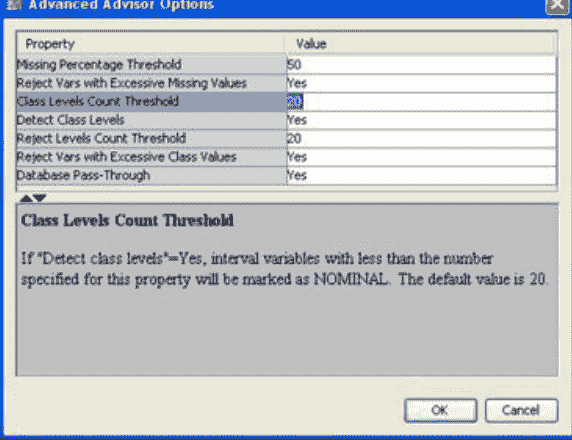 Advanced Advisor Options
Property Value
Missing Percentage Threshold 50
Reject Vars with Excessive Missing Values Yes
Class Levels Count Threshold 20
Detect Class Levels Yes
Reject Levels Count Threshold 20
Reject Vars with Excessive Class Values Yes
Database Pass-Through Yes
Class Levels Count Threshold
If "Detect class levels"=Yes, interval variables with less than the number
specified for this property will be marked as NOMINAL. The default value is 20.
OK Cancel